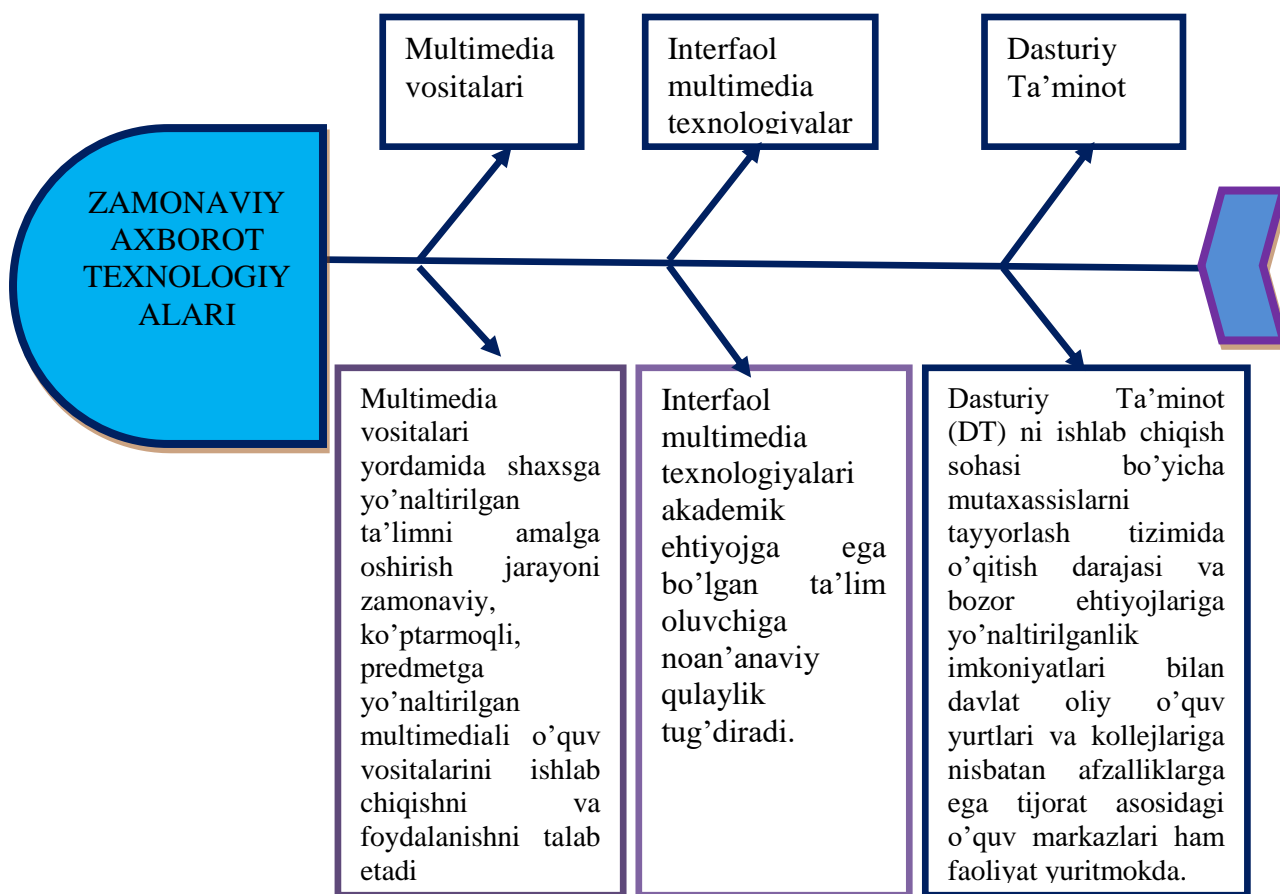 Multimedia
vositalari
Interfaol
multimedia
texnologiyalar
Dasturiy
Ta’minot
ZAMONAVIY
AXBOROT
TEXNOLOGIY
ALARI
Multimedia
vositalari
yordamida shaxsga
yo’naltirilgan
ta’limni amalga
oshirish jarayoni
zamonaviy,
ko’ptarmoqli,
predmetga
yo’naltirilgan
multimediali o’quv
vositalarini ishlab
chiqishni va
foydalanishni talab
etadi
Interfaol
multimedia
texnologiyalari
akademik
ehtiyojga ega
bo’lgan ta’lim
oluvchiga
noan’anaviy
qulaylik
tug’diradi.
Dasturiy Ta’minot
(DT) ni ishlab chiqish
sohasi bo’yicha
mutaxassislarni
tayyorlash tizimida
o’qitish darajasi va
bozor ehtiyojlariga
yo’naltirilganlik
imkoniyatlari bilan
davlat oliy o’quv
yurtlari va kollejlariga
nisbatan afzalliklarga
ega tijorat asosidagi
o’quv markazlari ham
faoliyat yuritmokda.